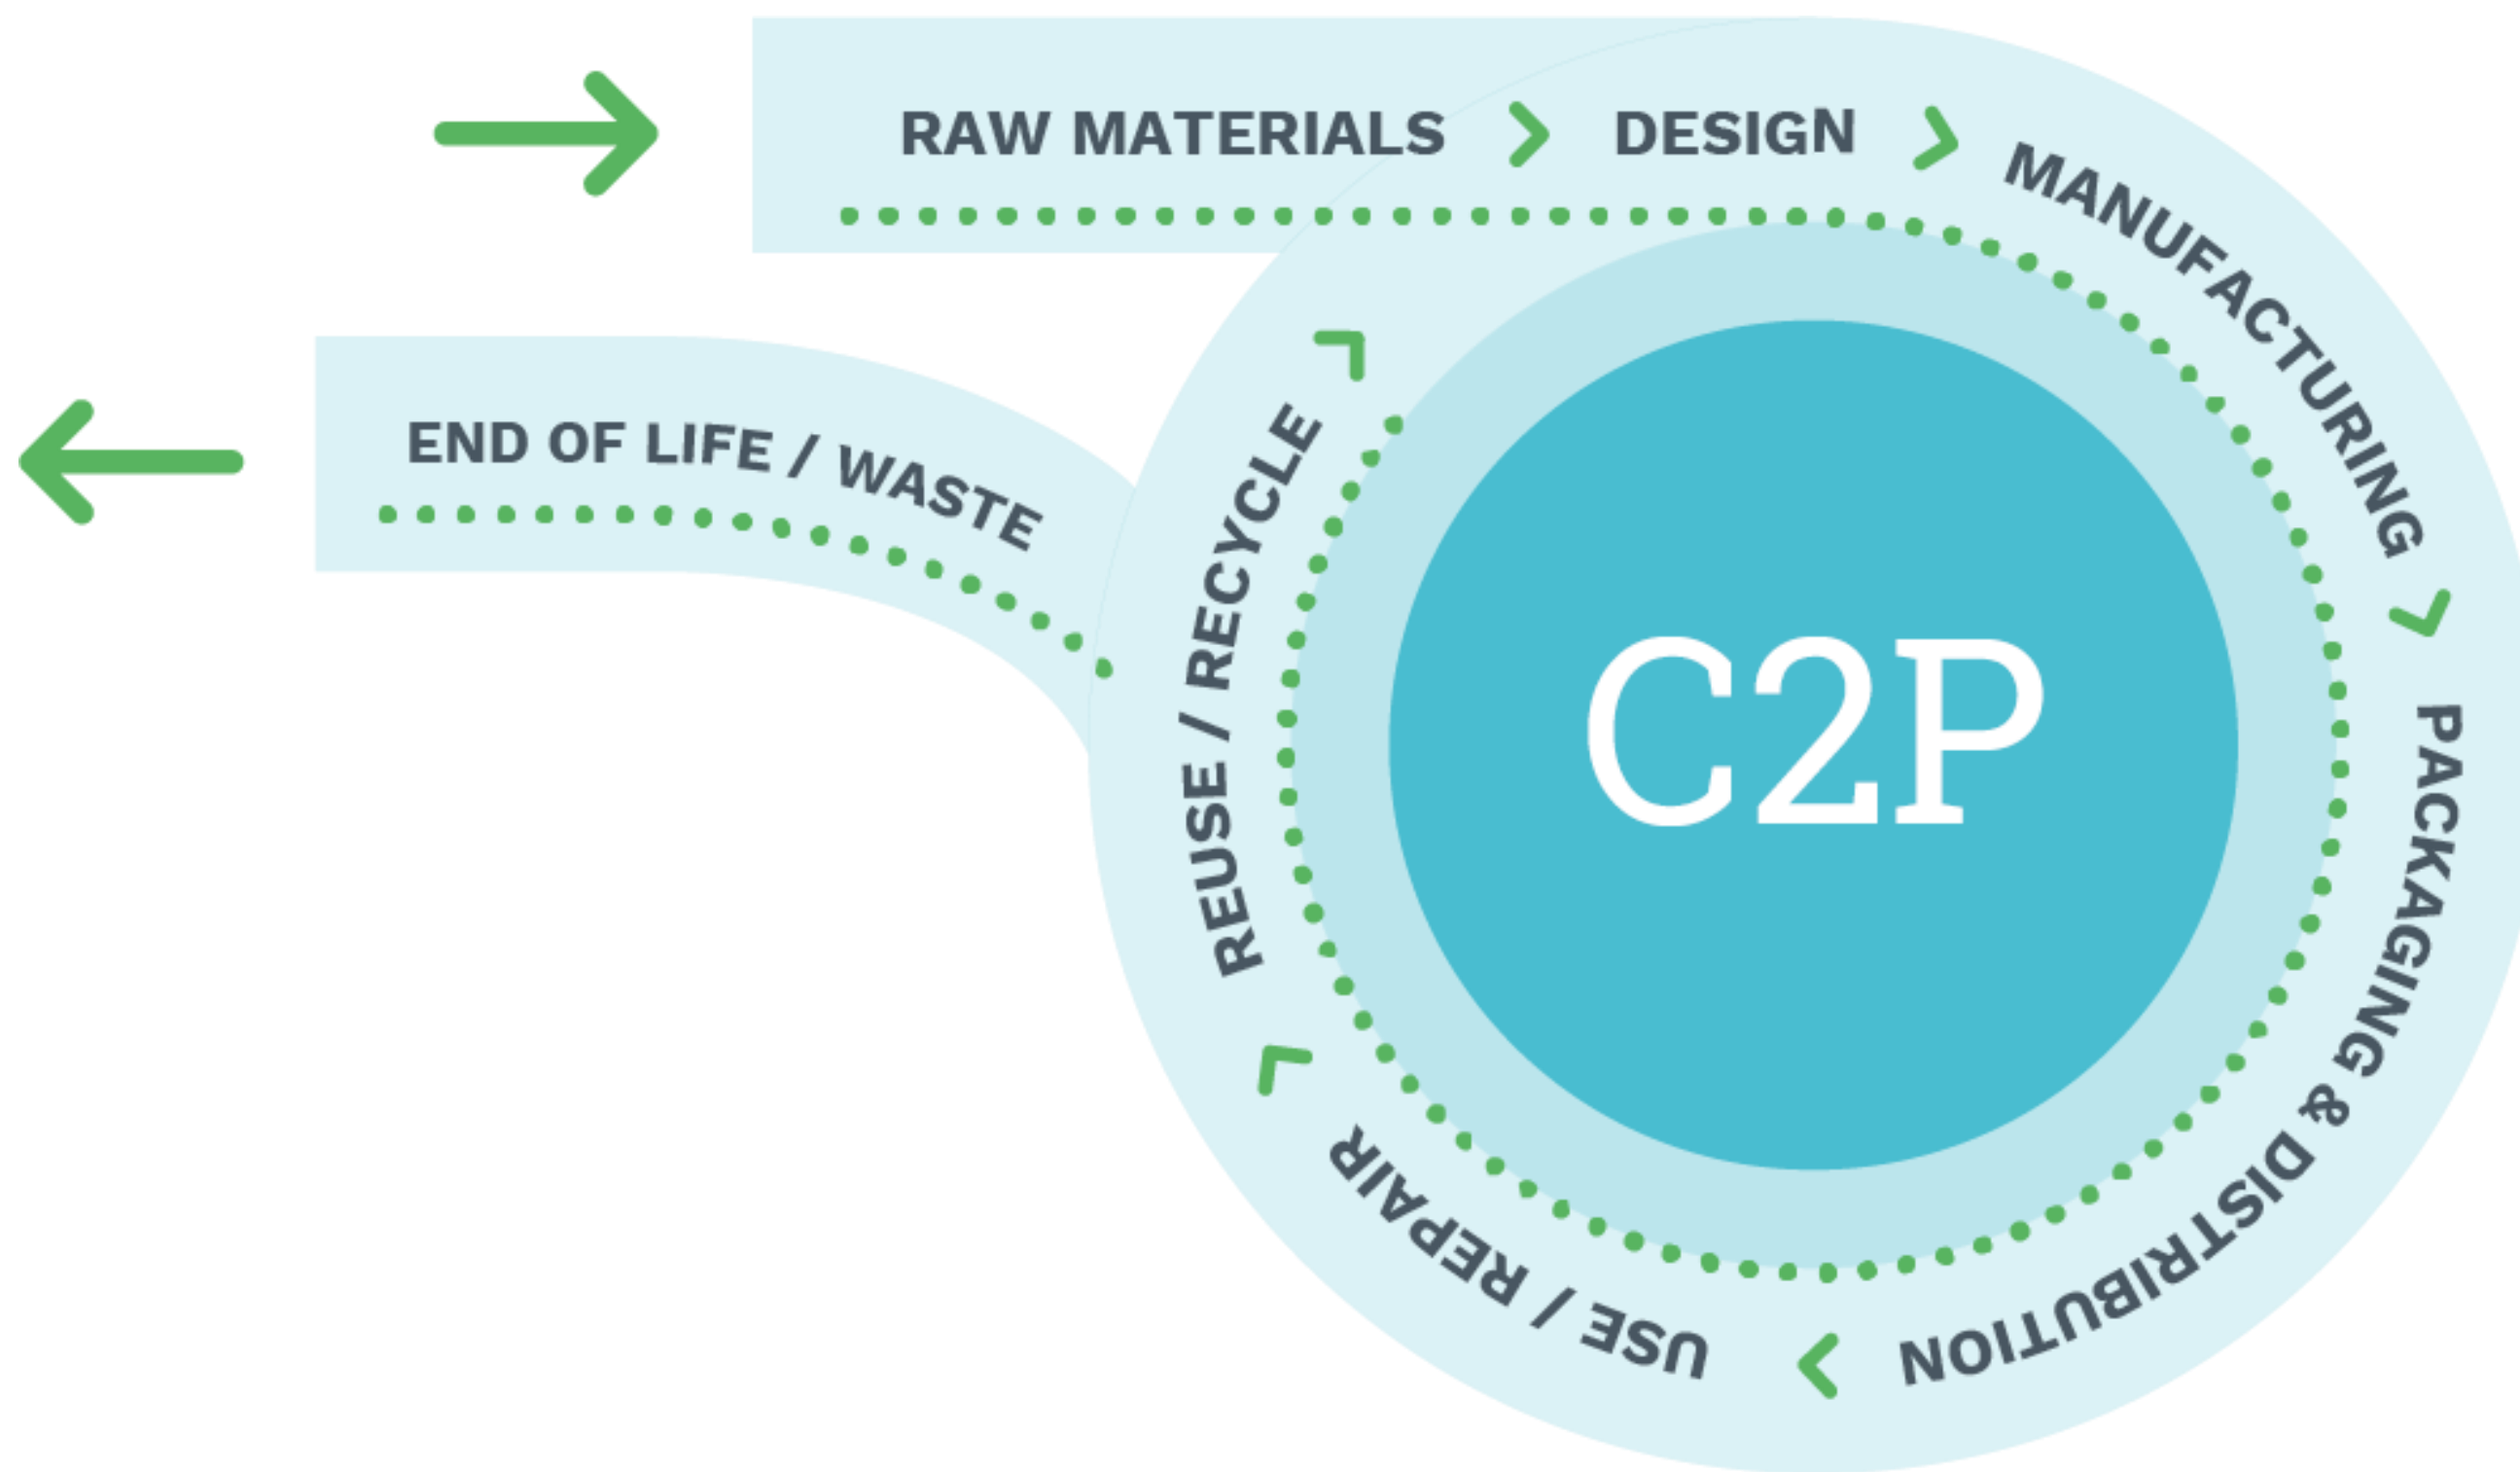 RAW MATERIALS
DESIGN
MANUFACTURING
PACKAGING & DISTRIBUTION
USE / REPAIR
REUSE / RECYCLE
END OF LIFE / WASTE
C2P